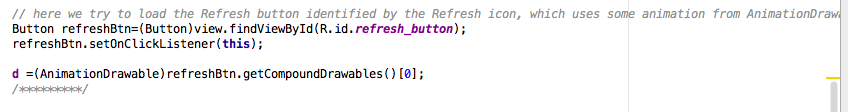 // here we try to load the Refresh button identified by the Refresh icon, which uses some animation from
Button refreshBtn=(Button)view.findViewById(R.id.refresh_button);
refreshBtn.setOnClickListener(this);
d =(AnimationDrawable)refreshBtn.getCompoundDrawables()[0];
/*********/